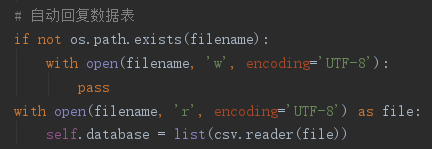 # 自动回复数据表
if not os.path.exists(filename):
    with open(filename, 'w', encoding='UTF-8'):
        pass
with open(filename, 'r', encoding='UTF-8') as file:
    self.database = list(csv.reader(file))